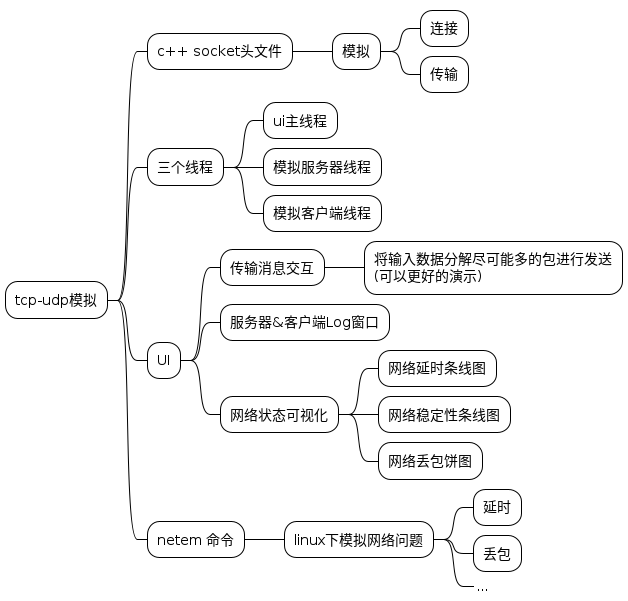 tcp-udp模拟
c++ socket头文件
模拟
连接
传输
三个线程
ui主线程
模拟服务器线程
模拟客户端线程
UI
传输消息交互
将输入数据分解尽可能多的包进行发送
(可以更好的演示)
服务器&客户端Log窗口
网络状态可视化
网络延时条线图
网络稳定性条线图
网络丢包饼图
netem 命令
linux下模拟网络问题
延时
丢包
...